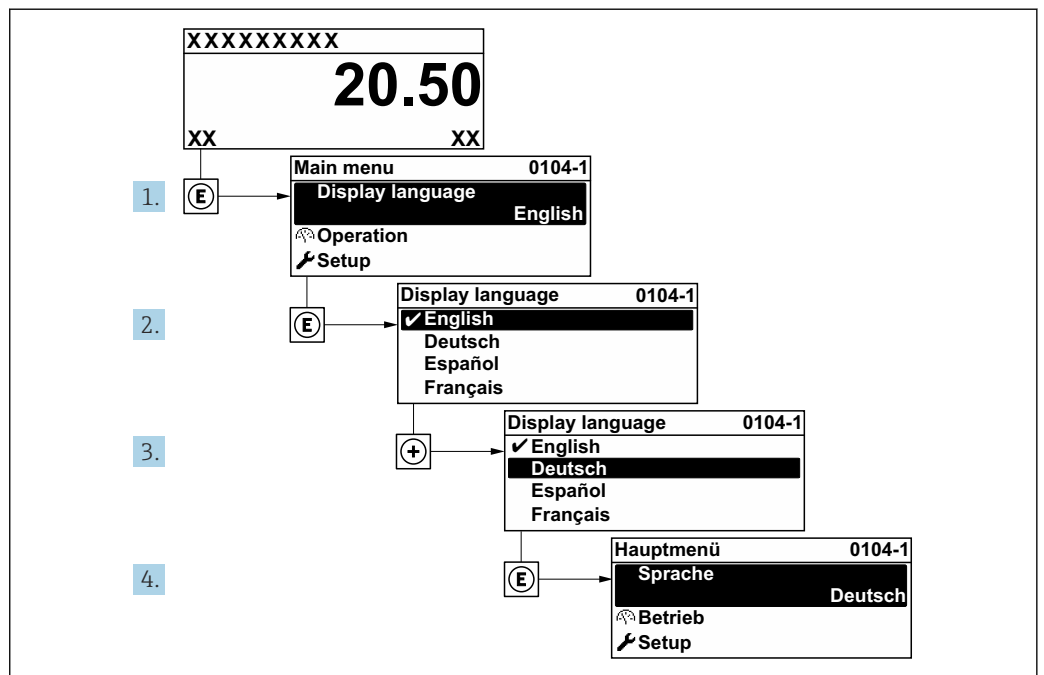 XXXXXXXXX
20.50
XX XX
1. E
Main menu 0104-1
Display language
English
Operation
Setup
2. E
Display language 0104-1
✔English
Deutsch
Español
Français
3. +
Display language 0104-1
✔English
Deutsch
Español
Français
4. E
Hauptmenü 0104-1
Sprache
Deutsch
Betrieb
Setup